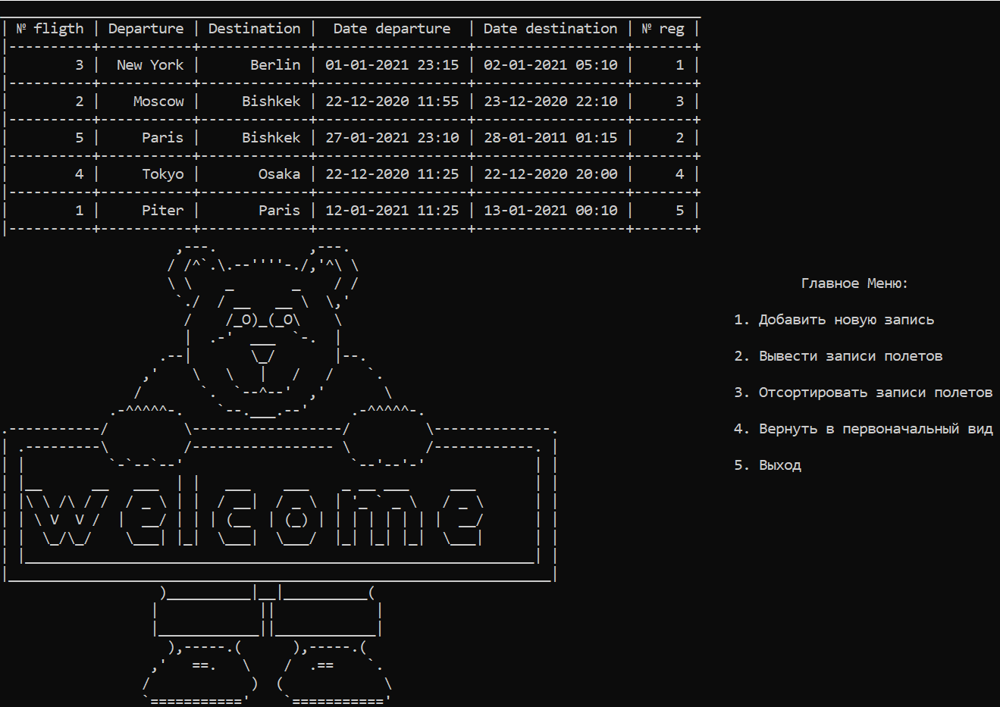 № fligth | Departure | Destination | Date departure | Date destination | № reg
3 | New York | Berlin | 01-01-2021 23:15 | 02-01-2021 05:10 | 1
2 | Moscow | Bishkek | 22-12-2020 11:55 | 23-12-2020 22:10 | 3
5 | Paris | Bishkek | 27-01-2021 23:10 | 28-01-2011 01:15 | 2
4 | Tokyo | Osaka | 22-12-2020 11:25 | 22-12-2020 20:00 | 4
1 | Piter | Paris | 12-01-2021 11:25 | 13-01-2021 00:10 | 5
Главное Меню:
1. Добавить новую запись
2. Вывести записи полетов
3. Отсортировать записи полетов
4. Вернуть в первоначальный вид
5. Выход
welcome